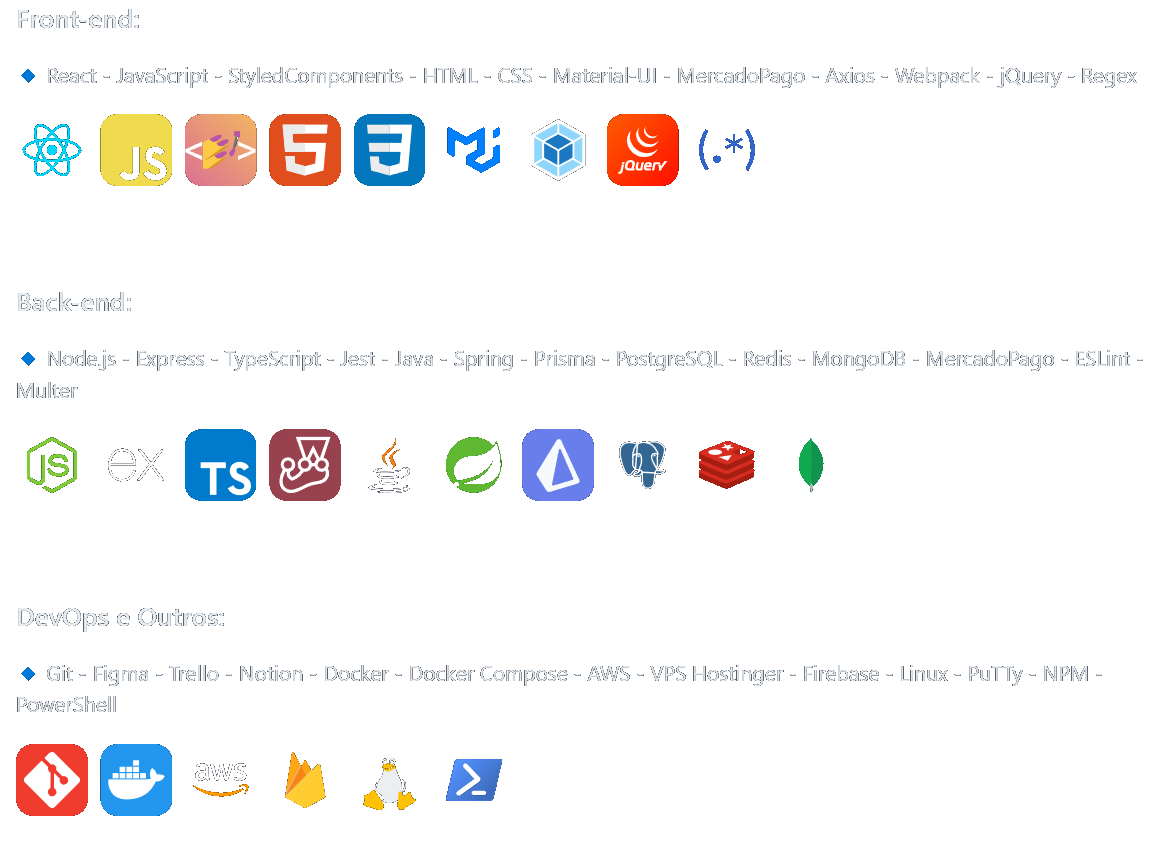 Front-end:
🔹 React - JavaScript - StyledComponents - HTML - CSS - Material-UI - MercadoPago - Axios - Webpack - jQuery - Regex
JS
jQuery
(.*)
Back-end:
🔹 Node.js - Express - TypeScript - Jest - Java - Spring - Prisma - PostgreSQL - Redis - MongoDB - MercadoPago - ESLint -
Multer
JS ex TS
DevOps e Outros:
🔹 Git - Figma - Trello - Notion - Docker - Docker Compose - AWS - VPS Hostinger - Firebase - Linux - PuTTy - NPM -
PowerShell
aws